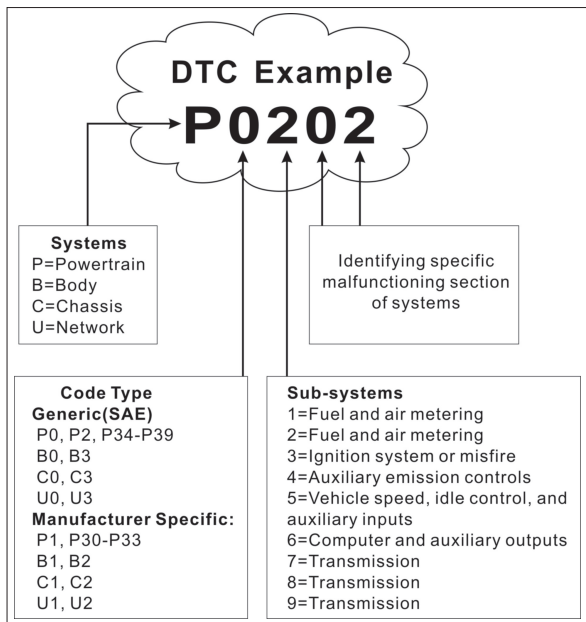 DTC Example
P0202
Systems
P=Powertrain
B=Body
C=Chassis
U=Network
Identifying specific
malfunctioning section
of systems
Code Type
Generic(SAE)
P0, P2, P34-P39
B0, B3
C0, C3
U0, U3
Manufacturer Specific:
P1, P30-P33
B1, B2
C1, C2
U1, U2
Sub-systems
1=Fuel and air metering
2=Fuel and air metering
3=Ignition system or misfire
4=Auxiliary emission controls
5=Vehicle speed, idle control, and
auxiliary inputs
6=Computer and auxiliary outputs
7=Transmission
8=Transmission
9=Transmission